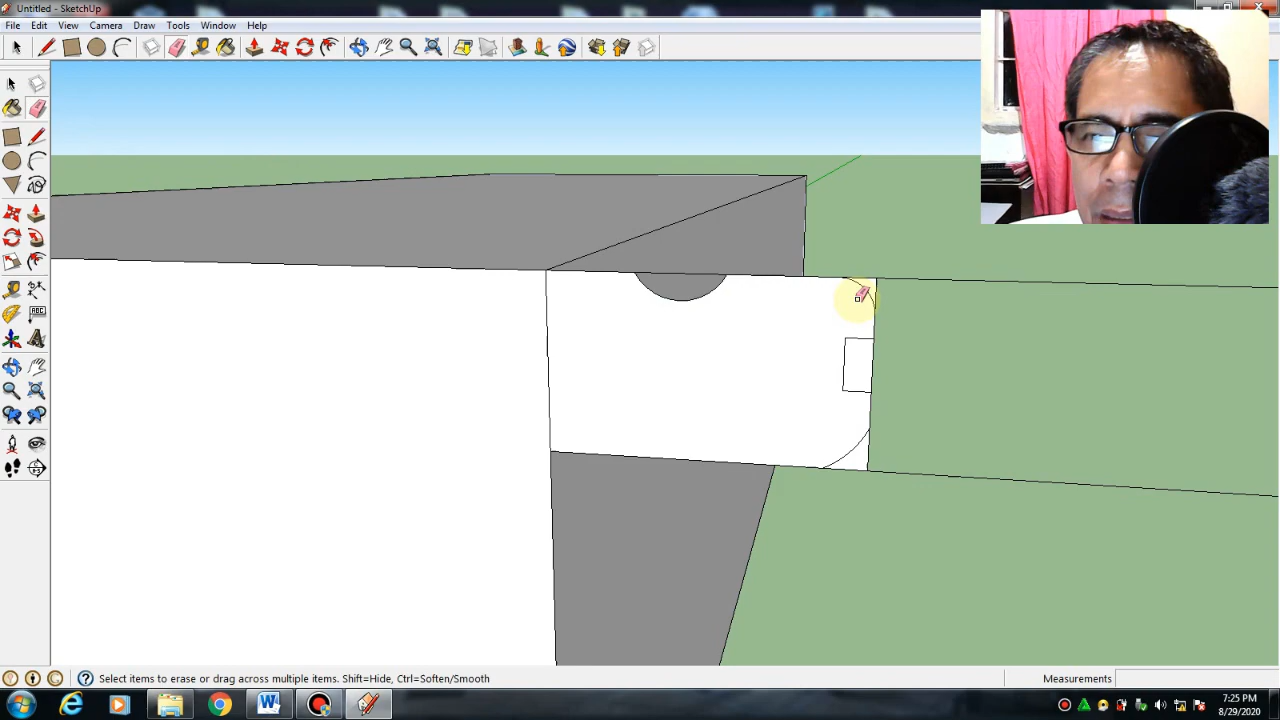 Untitled - SketchUp
File Edit View Camera Draw Tools Window Help
ABC
Select items to erase or drag across multiple items. Shift=Hide, Ctrl=Soften/Smooth
Measurements
7:25 PM
8/29/2020